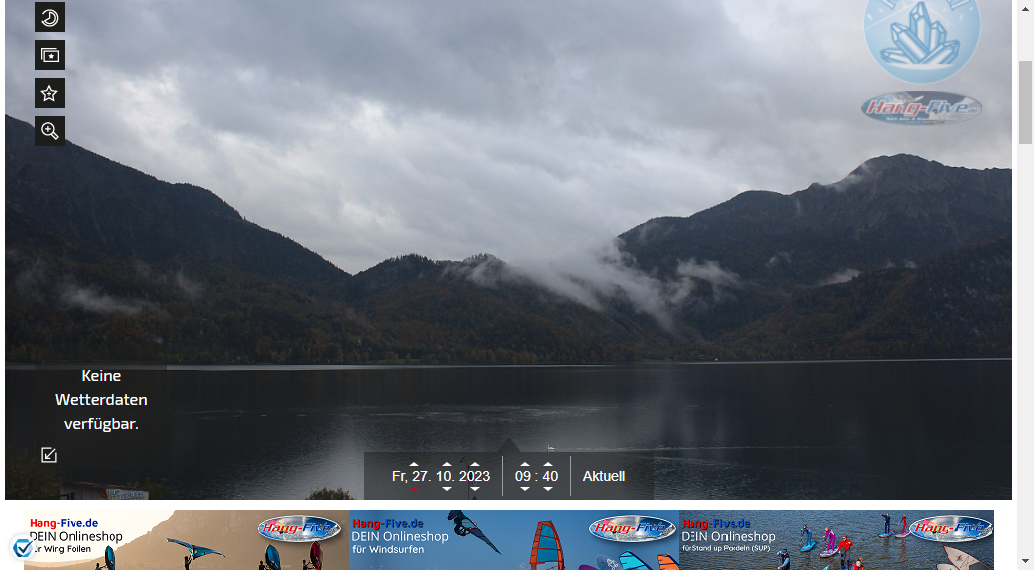 Hang-Five.de
Keine
Wetterdaten
verfügbar.
Fr, 27. 10. 2023 09 : 40 Aktuell
Hang-Five.de
DEIN Onlineshop
für Wing Foilen
Hang-Five
Hang-Five.de
DEIN Onlineshop
für Windsurfen
Hang-Five
Hang-Five.de
DEIN Onlineshop
für Stand up Paddeln (SUP)
Hang-Five